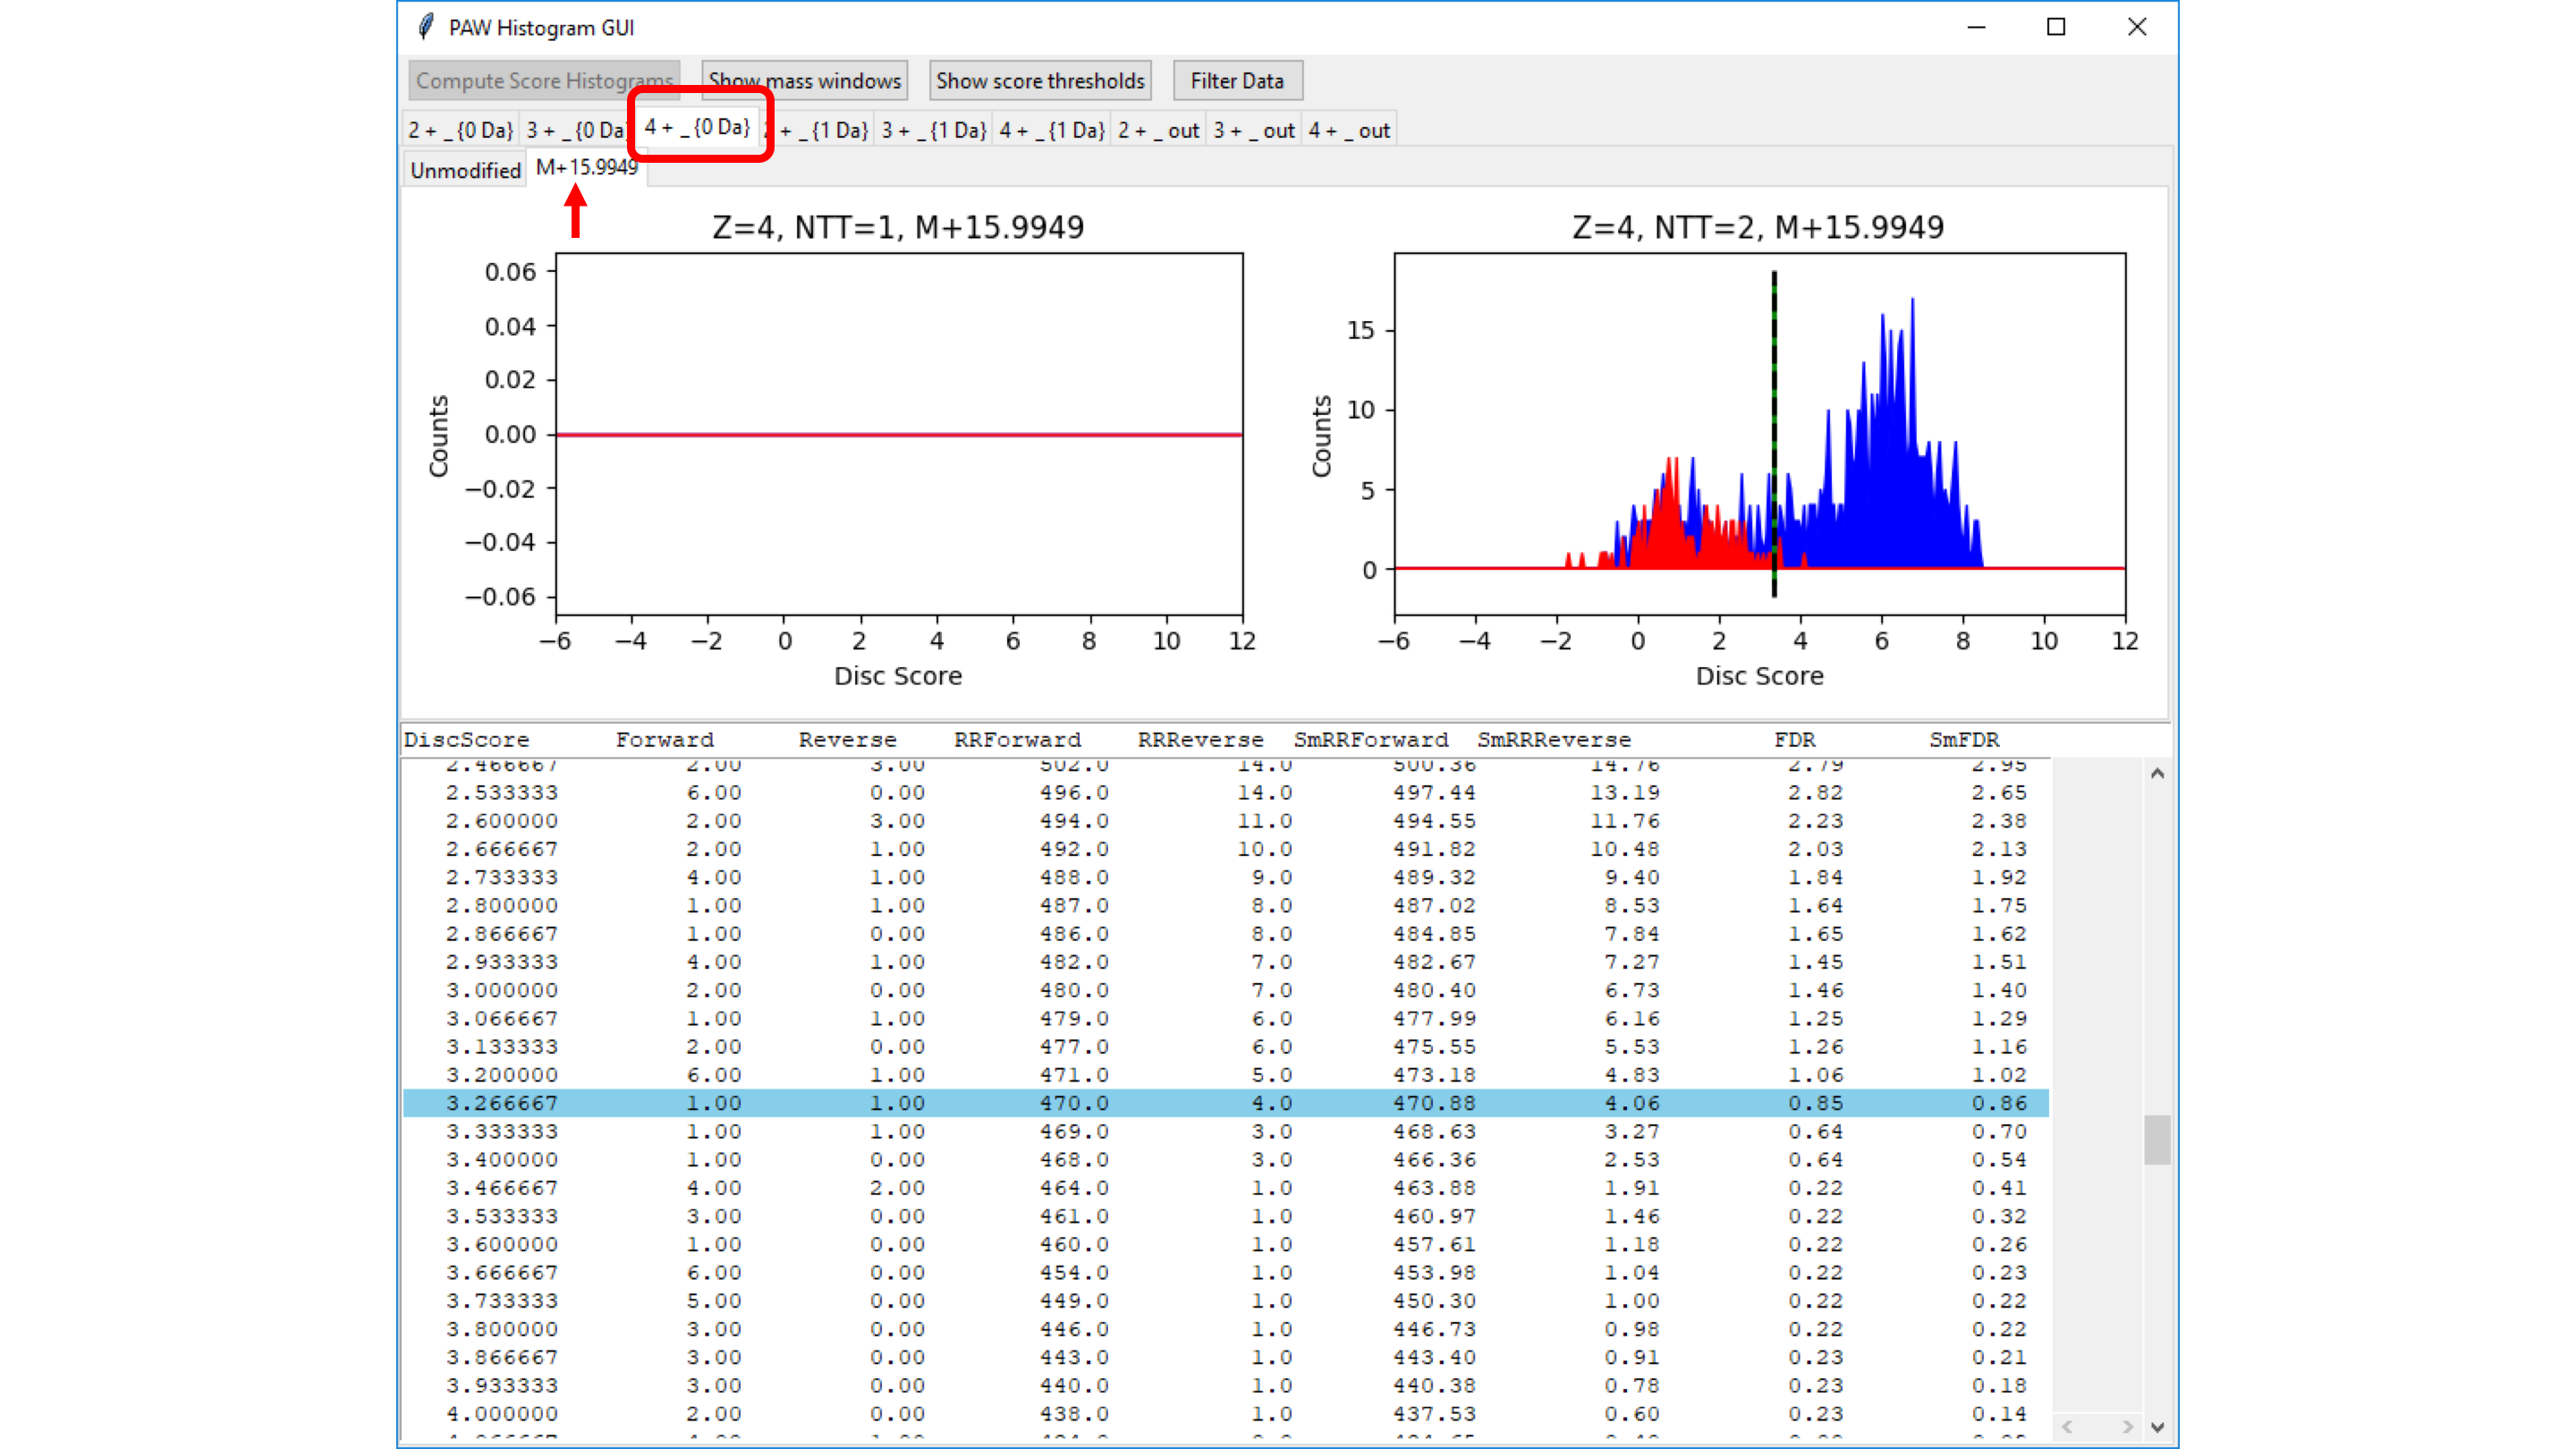 PAW Histogram GUI
Compute Score Histograms Show mass windows Show score thresholds Filter Data
2 + _ {0 Da} 3 + _ {0 Da} 4 + _ {0 Da} + _ {1 Da} 3 + _ {1 Da} 4 + _ {1 Da} 2 + _ out 3 + _ out 4 + _ out
Unmodified M+15.9949
Z=4, NTT=1, M+15.9949
0.06
0.04
0.02
0.00
−0.02
−0.04
−0.06
Counts
−6 −4 −2 0 2 4 6 8 10 12
Disc Score
Z=4, NTT=2, M+15.9949
15
10
5
0
Counts
−6 −4 −2 0 2 4 6 8 10 12
Disc Score
DiscScore Forward Reverse RRForward RRReverse SmRRForward SmRRReverse FDR SmFDR
2.466667 2.00 3.00 502.0 14.0 500.36 14.76 2.79 2.95
2.533333 6.00 0.00 496.0 14.0 497.44 13.19 2.82 2.65
2.600000 2.00 3.00 494.0 11.0 494.55 11.76 2.23 2.38
2.666667 2.00 1.00 492.0 10.0 491.82 10.48 2.03 2.13
2.733333 4.00 1.00 488.0 9.0 489.32 9.40 1.84 1.92
2.800000 1.00 1.00 487.0 8.0 487.02 8.53 1.64 1.75
2.866667 1.00 0.00 486.0 8.0 484.85 7.84 1.65 1.62
2.933333 4.00 1.00 482.0 7.0 482.67 7.27 1.45 1.51
3.000000 2.00 0.00 480.0 7.0 480.40 6.73 1.46 1.40
3.066667 1.00 1.00 479.0 6.0 477.99 6.16 1.25 1.29
3.133333 2.00 0.00 477.0 6.0 475.55 5.53 1.26 1.16
3.200000 6.00 1.00 471.0 5.0 473.18 4.83 1.06 1.02
3.266667 1.00 1.00 470.0 4.0 470.88 4.06 0.85 0.86
3.333333 1.00 1.00 469.0 3.0 468.63 3.27 0.64 0.70
3.400000 1.00 0.00 468.0 3.0 466.36 2.53 0.64 0.54
3.466667 4.00 2.00 464.0 1.0 463.88 1.91 0.22 0.41
3.533333 3.00 0.00 461.0 1.0 460.97 1.46 0.22 0.32
3.600000 1.00 0.00 460.0 1.0 457.61 1.18 0.22 0.26
3.666667 6.00 0.00 454.0 1.0 453.98 1.04 0.22 0.23
3.733333 5.00 0.00 449.0 1.0 450.30 1.00 0.22 0.22
3.800000 3.00 0.00 446.0 1.0 446.73 0.98 0.22 0.22
3.866667 3.00 0.00 443.0 1.0 443.40 0.91 0.23 0.21
3.933333 3.00 0.00 440.0 1.0 440.38 0.78 0.23 0.18
4.000000 2.00 0.00 438.0 1.0 437.53 0.60 0.23 0.14